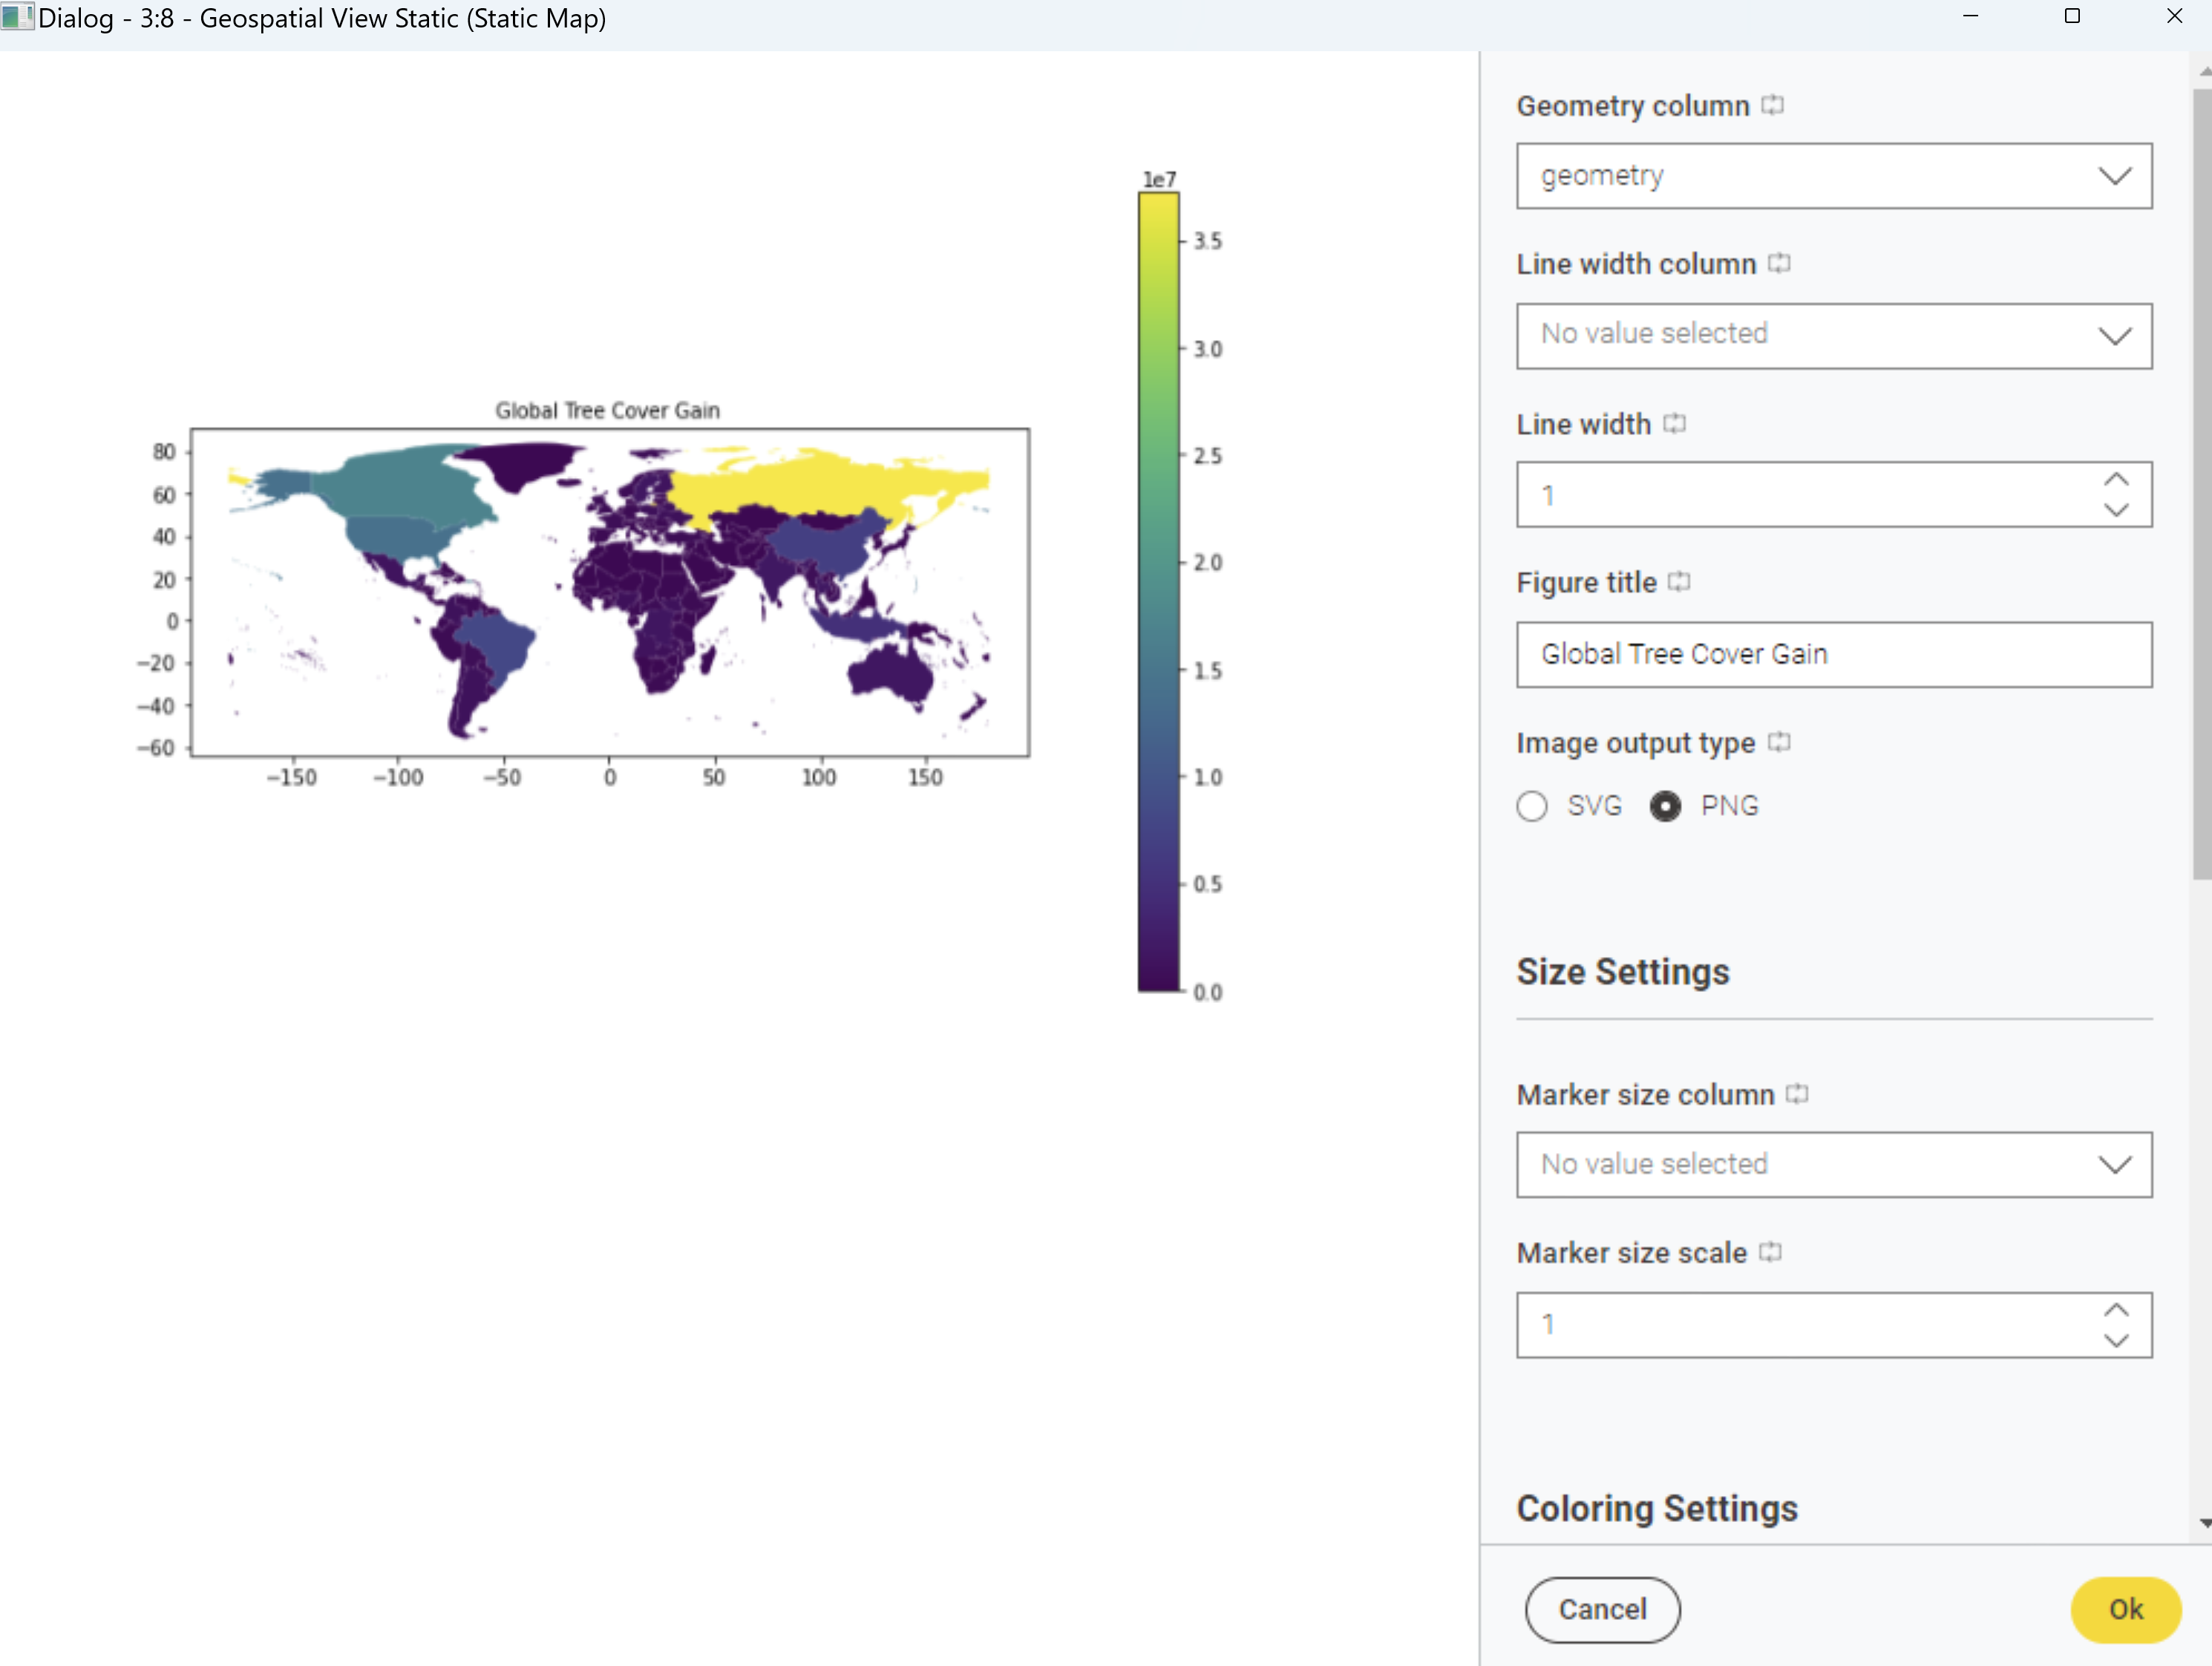 Dialog - 3:8 - Geospatial View Static (Static Map)
1e7
3.5
3.0
2.5
2.0
1.5
1.0
0.5
0.0
Global Tree Cover Gain
80
60
40
20
0
−20
−40
−60
−150 −100 −50 0 50 100 150
Geometry column
geometry
Line width column
No value selected
Line width
1
Figure title
Global Tree Cover Gain
Image output type
SVG PNG
Size Settings
Marker size column
No value selected
Marker size scale
1
Coloring Settings
Cancel Ok